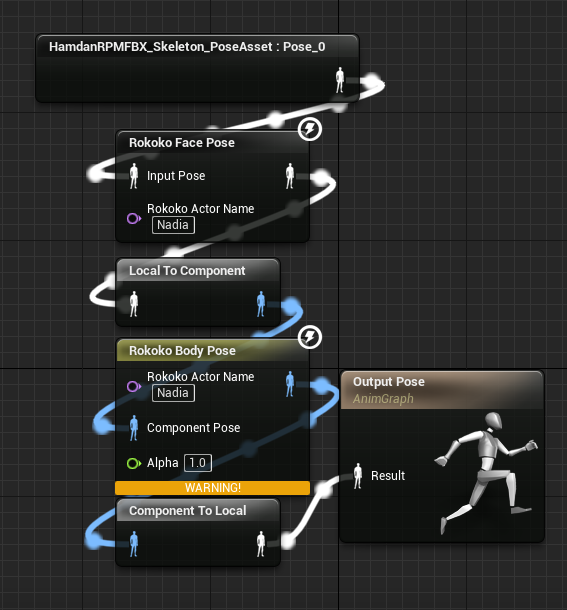 HamdanRPMFBX_Skeleton_PoseAsset : Pose_0
Rokoko Face Pose
Input Pose
Rokoko Actor Name
Nadia
Local To Component
Rokoko Body Pose
Rokoko Actor Name
Nadia
Component Pose
Alpha 1.0
WARNING!
Component To Local
Output Pose
AnimGraph
Result